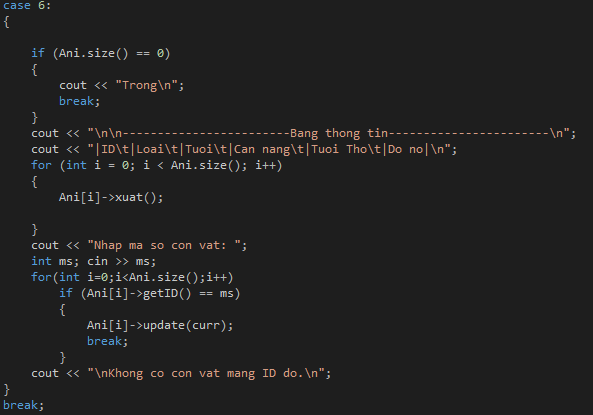 case 6:
{
if (Ani.size() == 0)
{
cout << "Trong\n";
break;
}
cout << "\n\n------------------------Bang thong tin-----------------------\n";
cout << "|ID\t|Loai\t|Tuoi\t|Can nang\t|Tuoi Tho\t|Do no|\n";
for (int i = 0; i < Ani.size(); i++)
{
Ani[i]->xuat();
}
cout << "Nhap ma so con vat: ";
int ms; cin >> ms;
for(int i=0;i<Ani.size();i++)
if (Ani[i]->getID() == ms)
{
Ani[i]->update(curr);
break;
}
cout << "\nKhong co con vat mang ID do.\n";
}
break;